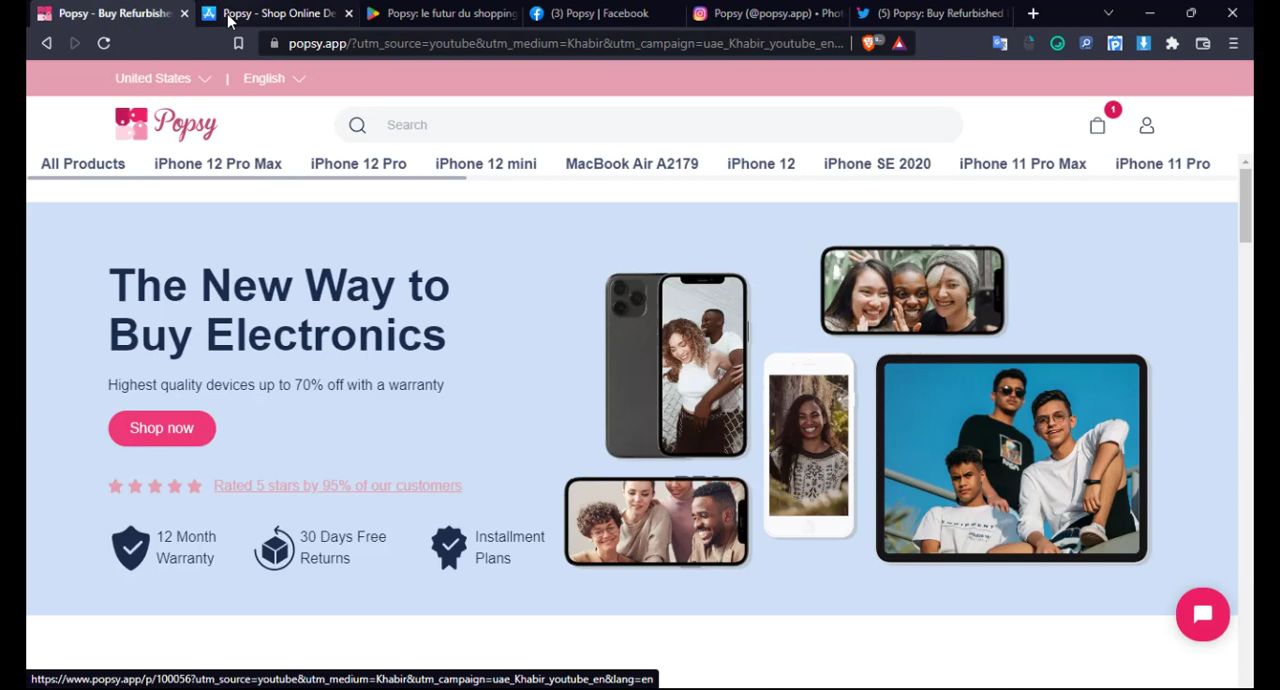 Popsy - Buy Refurbishe
Popsy - Shop Online De
Popsy: le futur du shopping
(3) Popsy | Facebook
Popsy (@popsy.app) • Phot
(5) Popsy: Buy Refurbished
popsy.app/?utm_source=youtube&utm_medium=Khabir&utm_campaign=uae_Khabir_youtube_en...
United States | English
Popsy
Search
1
All Products iPhone 12 Pro Max iPhone 12 Pro iPhone 12 mini MacBook Air A2179 iPhone 12 iPhone SE 2020 iPhone 11 Pro Max iPhone 11 Pro
The New Way to
Buy Electronics
Highest quality devices up to 70% off with a warranty
Shop now
Rated 5 stars by 95% of our customers
12 Month
Warranty
30 Days Free
Returns
Installment
Plans
https://www.popsy.app/p/100056?utm_source=youtube&utm_medium=Khabir&utm_campaign=uae_Khabir_youtube_en&lang=en